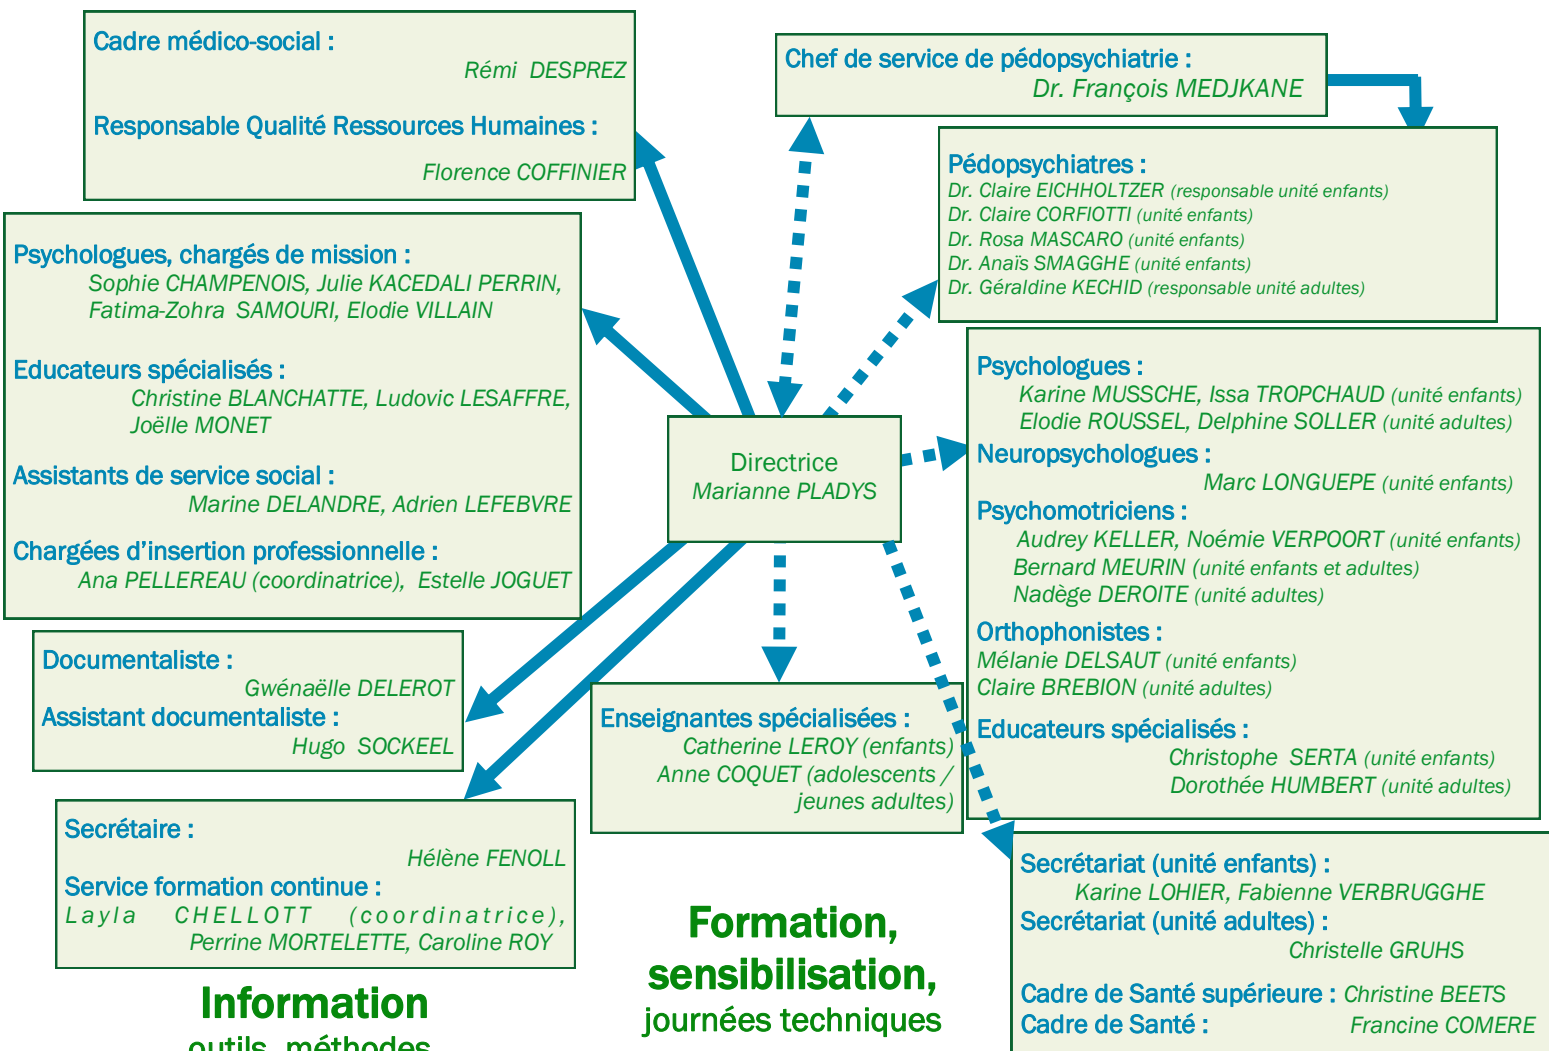 Cadre médico-social :
Rémi DESPREZ
Responsable Qualité Ressources Humaines :
Florence COFFINIER
Chef de service de pédopsychiatrie :
Dr. François MEDJKANE
Pédopsychiatres :
Dr. Claire EICHHOLTZER (responsable unité enfants)
Dr. Claire CORFIOTTI (unité enfants)
Dr. Rosa MASCARO (unité enfants)
Dr. Anaïs SMAGGHE (unité enfants)
Dr. Géraldine KECHID (responsable unité adultes)
Psychologues, chargés de mission :
Sophie CHAMPENOIS, Julie KACEDALI PERRIN,
Fatima-Zohra SAMOURI, Elodie VILLAIN
Educateurs spécialisés :
Christine BLANCHATTE, Ludovic LESAFFRE,
Joëlle MONET
Assistants de service social :
Marine DELANDRE, Adrien LEFEBVRE
Chargées d'insertion professionnelle :
Ana PELLEREAU (coordinatrice), Estelle JOGUET
Directrice
Marianne PLADYS
Psychologues :
Karine MUSSCHE, Issa TROPCHAUD (unité enfants)
Elodie ROUSSEL, Delphine SOLLER (unité adultes)
Neuropsychologues :
Marc LONGUEPE (unité enfants)
Psychomotriciens :
Audrey KELLER, Noémie VERPOORT (unité enfants)
Bernard MEURIN (unité enfants et adultes)
Nadège DEROITE (unité adultes)
Orthophonistes :
Mélanie DELSAUT (unité enfants)
Claire BREBION (unité adultes)
Educateurs spécialisés :
Christophe SERTA (unité enfants)
Dorothée HUMBERT (unité adultes)
Documentaliste :
Gwénaëlle DELEROT
Assistant documentaliste :
Hugo SOCKEEL
Enseignantes spécialisées :
Catherine LEROY (enfants)
Anne COQUET (adolescents /
jeunes adultes)
Secrétaire :
Hélène FENOLL
Service formation continue :
Layla CHELLOTT (coordinatrice),
Perrine MORTELETTE, Caroline ROY
Secrétariat (unité enfants) :
Karine LOHIER, Fabienne VERBRUGGHE
Secrétariat (unité adultes) :
Christelle GRUHS
Cadre de Santé supérieure : Christine BEETS
Cadre de Santé : Francine COMERE
Formation,
sensibilisation,
journées techniques
Information
outils, méthodes